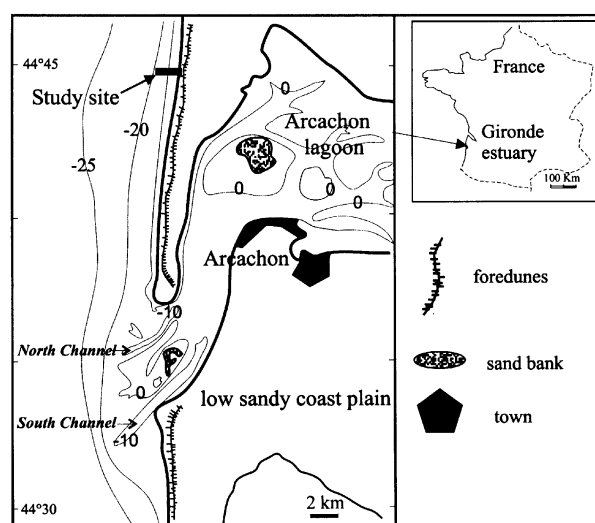 44°45
Study site
-20
-25
0
Arcachon
lagoon
0
0
0
0
Arcachon
-10
North Channel
0
South Channel
-10
low sandy coast plain
44°30
2 km
France
Gironde
estuary
100 Km
foredunes
sand bank
town